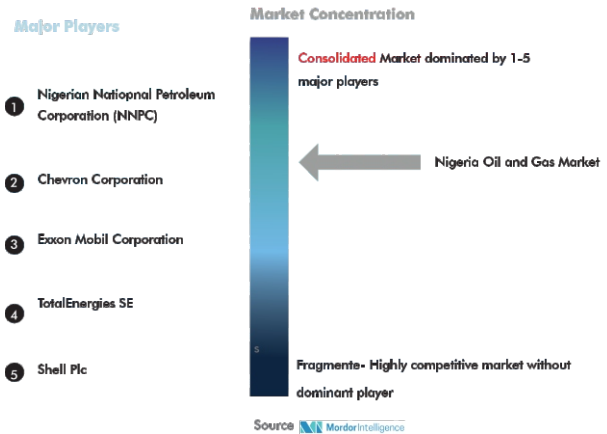 Major Players
Market Concentration
Consolidated Market dominated by 1-5
major players
1
Nigerian Natiopnal Petroleum
Corporation (NNPC)
Nigeria Oil and Gas Market
2
Chevron Corporation
3
Exxon Mobil Corporation
4
TotalEnergies SE
S
5
Shell Plc
Fragmente- Highly competitive market without
dominant player
Source MordorIntelligence